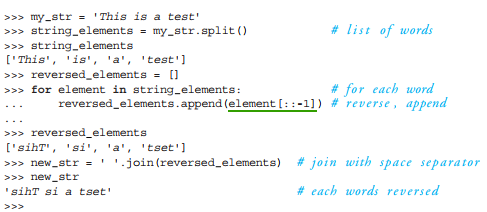 >>> my_str = 'This is a test'
>>> string_elements = my_str.split() # list of words
>>> string_elements
['This', 'is', 'a', 'test']
>>> reversed_elements = []
>>> for element in string_elements: # for each word
... reversed_elements.append(element[::-1]) # reverse, append
...
>>> reversed_elements
['sihT', 'si', 'a', 'tset']
>>> new_str = ' '.join(reversed_elements) # join with space separator
>>> new_str
'sihT si a tset' # each words reversed
>>>